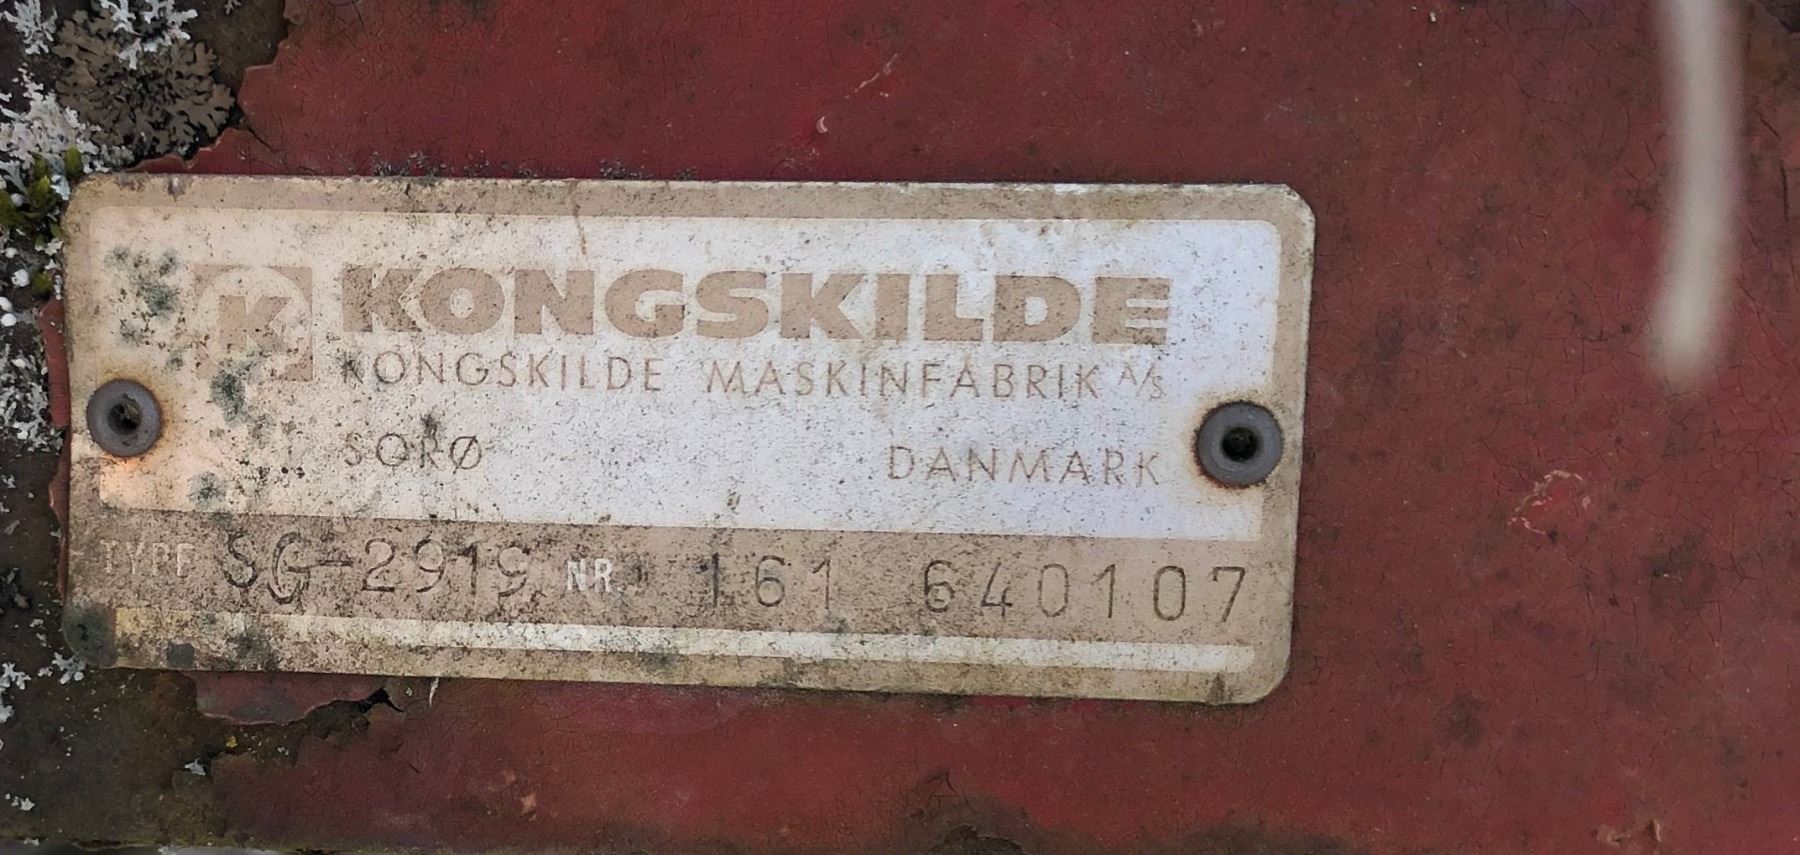 K KONGSKILDE
KONGSKILDE MASKINFABRIK A/S
SORØ DANMARK
TYPE SG-2919 NR. 161 640107